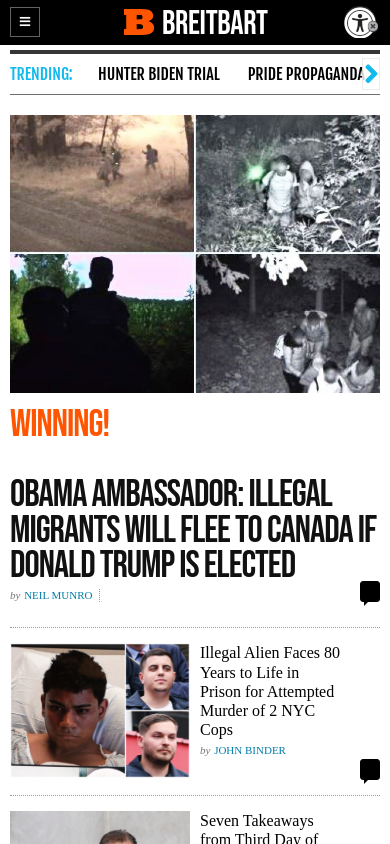 B BREITBART
TRENDING: HUNTER BIDEN TRIAL PRIDE PROPAGANDA
WINNING!
OBAMA AMBASSADOR: ILLEGAL
MIGRANTS WILL FLEE TO CANADA IF
DONALD TRUMP IS ELECTED
by NEIL MUNRO
Illegal Alien Faces 80
Years to Life in
Prison for Attempted
Murder of 2 NYC
Cops
by JOHN BINDER
Seven Takeaways
from Third Day of